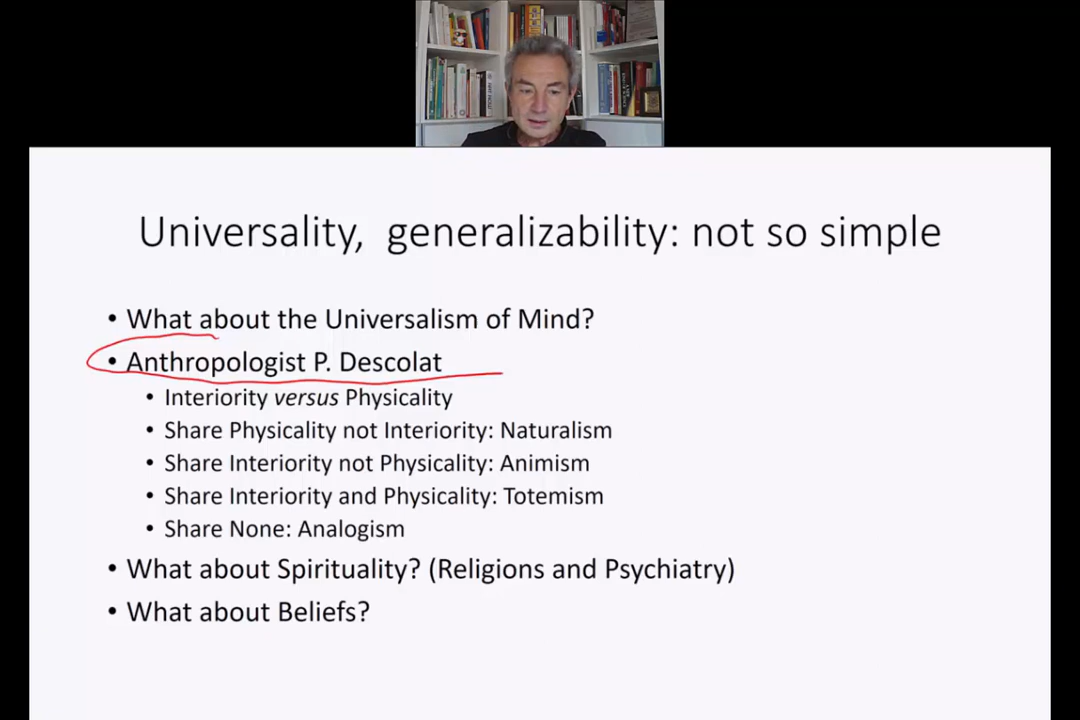 Universality, generalizability: not so simple
• What about the Universalism of Mind?
• Anthropologist P. Descolat
• Interiority versus Physicality
• Share Physicality not Interiority: Naturalism
• Share Interiority not Physicality: Animism
• Share Interiority and Physicality: Totemism
• Share None: Analogism
• What about Spirituality? (Religions and Psychiatry)
• What about Beliefs?